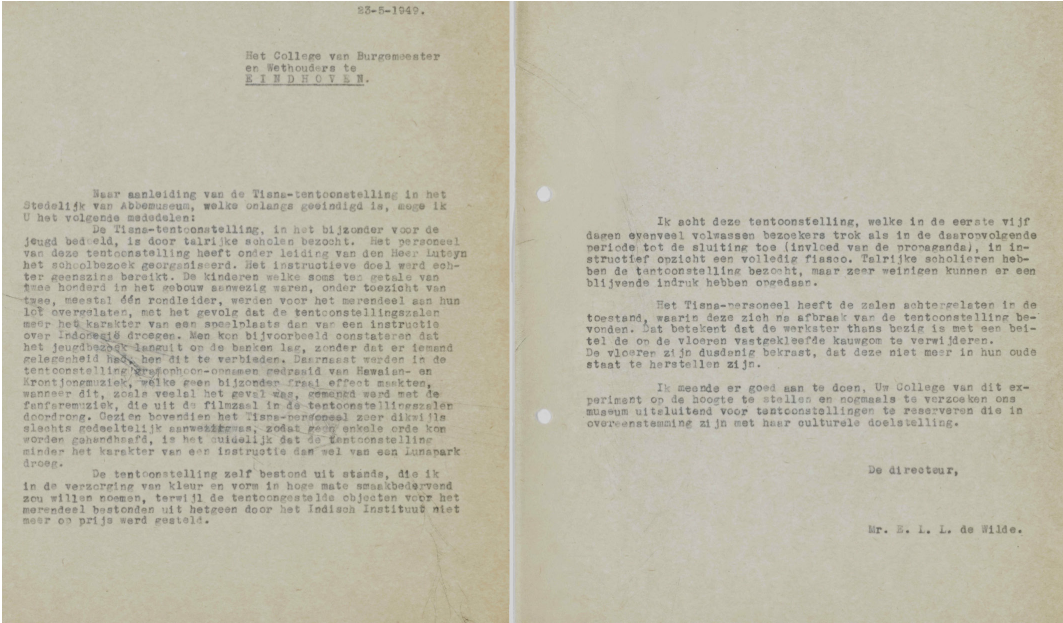 23-5-1949.
Het College van Burgemeester
en Wethouders te
EINDHOVEN.
Naar aanleiding van de Tisna-tentoonstelling in het
Stedelijk van Abbemuseum, welke onlangs geëindigd is, moge ik
U het volgende mededelen:
De Tisna-tentoonstelling, in het bijzonder voor de
jeugd bedoeld, is door talrijke scholen bezocht. Het personeel
van deze tentoonstelling heeft onder leiding van den Heer Luteyn
het schoolbezoek georganiseerd. Het instructieve doel werd ech-
ter geenszins bereikt. De kinderen welke soms ten getale van
twee honderd in het gebouw aanwezig waren, onder toezicht van
twee, meestal één rondleider, werden voor het merendeel aan hun
lot overgelaten, met het gevolg dat de tentoonstellingszalen
meer het karakter van een speelplaats dan van een instructie
over Indonesië droegen. Men kon bijvoorbeeld constateren dat
het jeugdbezoek languit op de banken lag, zonder dat er iemand
gelegenheid had, hen dit te verbieden. Daarnaast werden in de
tentoonstelling gramophoon-opnamen gedraaid van Hawaian- en
Krontjongmuziek, welke geen bijzonder fraai effect maakten,
wanneer dit, zoals veelal het geval was, gemengd werd met de
fanfaremuziek, die uit de filmzaal in de tentoonstellingszalen
doordrong. Gezien bovendien het Tisna-personeel zeer dikwijls
slechts gedeeltelijk aanwezig was, zodat geen enkele orde kon
worden gehandhaafd, is het duidelijk dat de tentoonstelling
minder het karakter van een instructie dan wel van een Lunapark
droeg.
De tentoonstelling zelf bestond uit stands, die ik
in de verzorging van kleur en vorm in hoge mate smaakbedervend
zou willen noemen, terwijl de tentoongestelde objecten voor het
merendeel bestonden uit hetgeen door het Indisch Instituut niet
meer op prijs werd gesteld.
Ik acht deze tentoonstelling, welke in de eerste vijf
dagen evenveel volwassen bezoekers trok als in de daaropvolgende
periode tot de sluiting toe (invloed van de propaganda), in in-
structief opzicht een volledig fiasco. Talrijke scholieren heb-
ben de tentoonstelling bezocht, maar zeer weinigen kunnen er een
blijvende indruk hebben opgedaan.
Het Tisna-personeel heeft de zalen achtergelaten in de
toestand, waarin deze zich na afbraak van de tentoonstelling be-
vonden. Dat betekent dat de werkster thans bezig is met een bei-
tel de op de vloeren vastgekleefde kauwgom te verwijderen.
De vloeren zijn dusdanig bekrast, dat deze niet meer in hun oude
staat te herstellen zijn.
Ik meende er goed aan te doen, Uw College van dit ex-
periment op de hoogte te stellen en nogmaals te verzoeken ons
museum uitsluitend voor tentoonstellingen te reserveren die in
overeenstemming zijn met haar culturele doelstelling.
De directeur,
Mr. E. L. L. de Wilde.